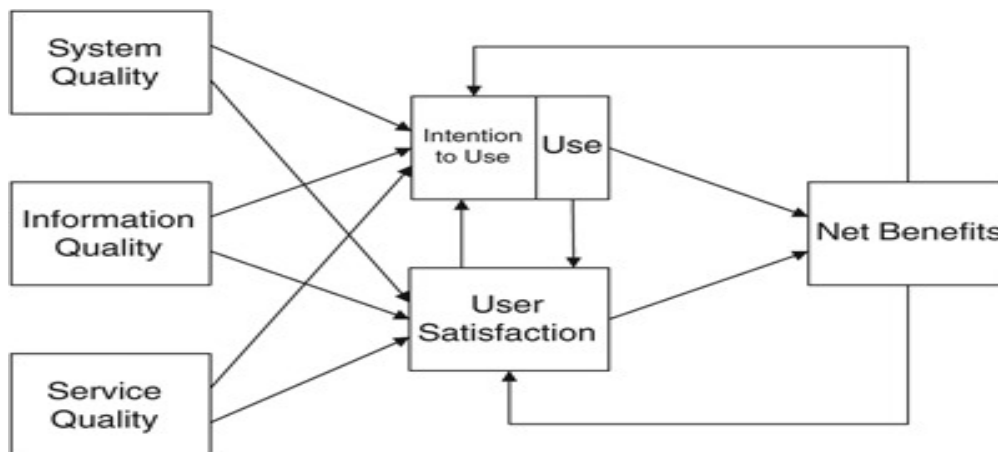 System
Quality
Intention
to Use
Use
Information
Quality
Net Benefits
User
Satisfaction
Service
Quality